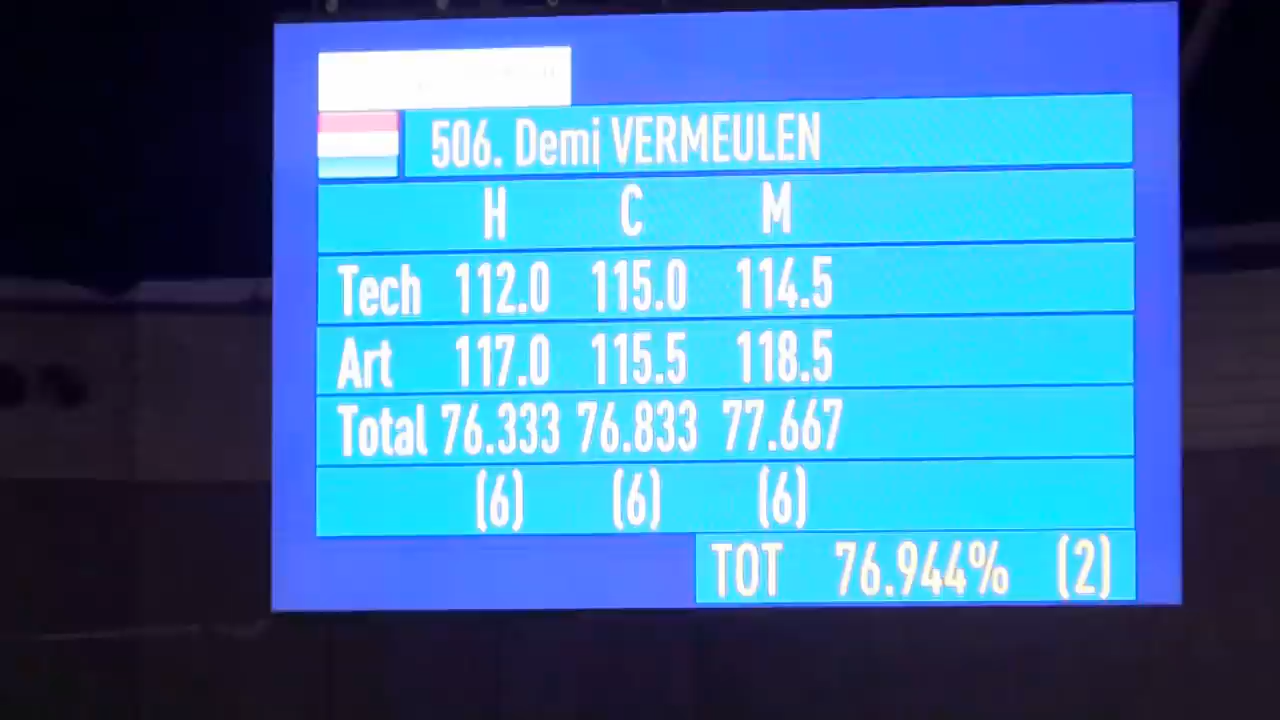 506. Demi VERMEULEN
H C M
Tech 112.0 115.0 114.5
Art 117.0 115.5 118.5
Total 76.333 76.833 77.667
(6) (6) (6)
TOT 76.944% (2)